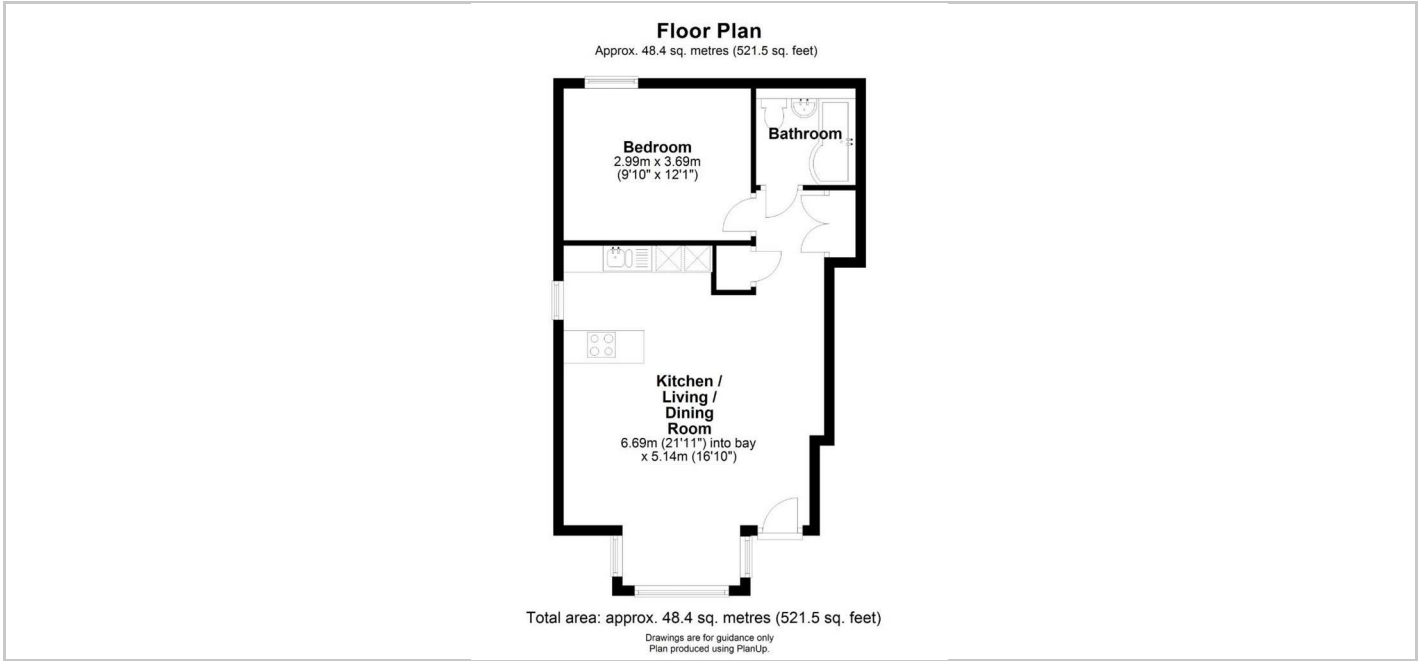 Floor Plan
Approx. 48.4 sq. metres (521.5 sq. feet)
Bathroom
Bedroom
2.99m x 3.69m
(9'10" x 12'1")
Kitchen /
Living /
Dining
Room
6.69m (21'11") into bay
x 5.14m (16'10")
Total area: approx. 48.4 sq. metres (521.5 sq. feet)
Drawings are for guidance only
Plan produced using PlanUp.